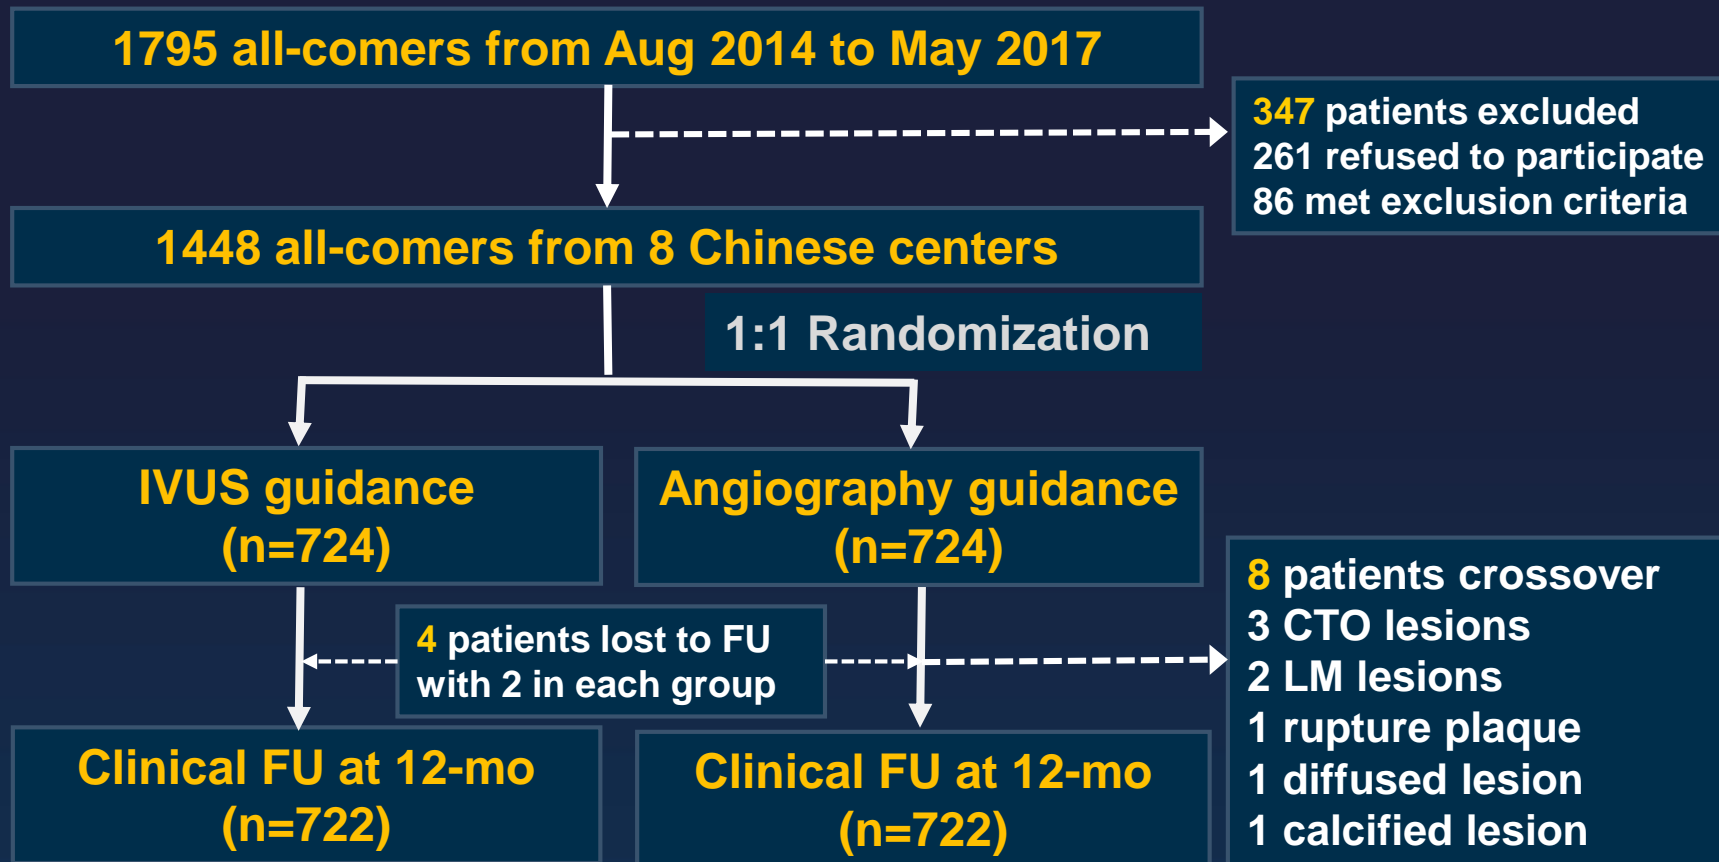 1795 all-comers from Aug 2014 to May 2017
347 patients excluded
261 refused to participate
86 met exclusion criteria
1448 all-comers from 8 Chinese centers
1:1 Randomization
IVUS guidance
(n=724)
Angiography guidance
(n=724)
4 patients lost to FU
with 2 in each group
8 patients crossover
3 CTO lesions
2 LM lesions
1 rupture plaque
1 diffused lesion
1 calcified lesion
Clinical FU at 12-mo
(n=722)
Clinical FU at 12-mo
(n=722)